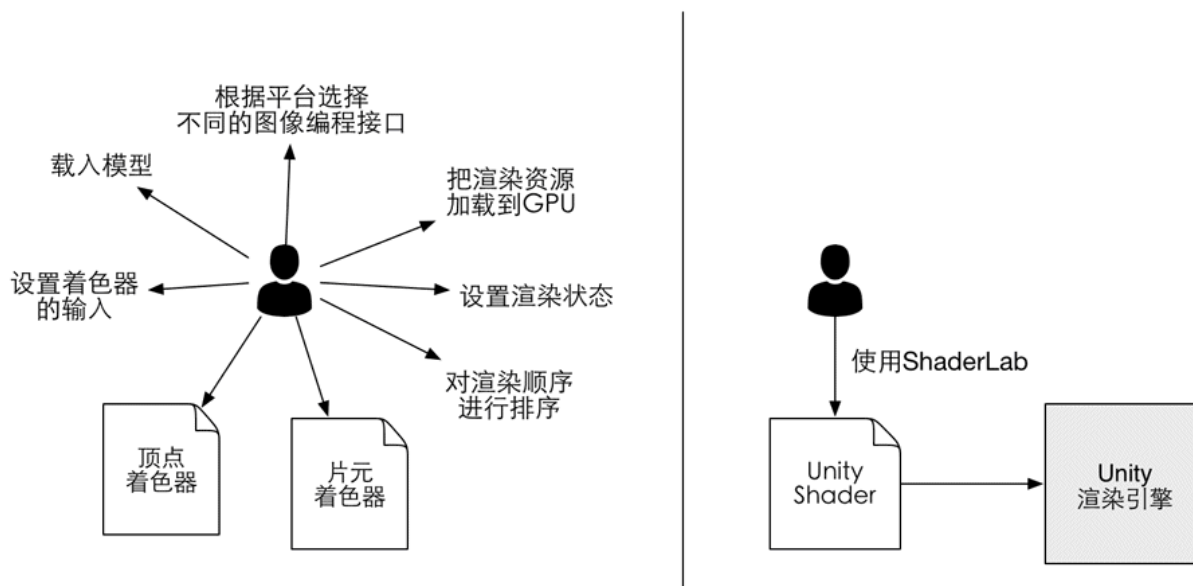 根据平台选择
不同的图像编程接口
载入模型
把渲染资源
加载到GPU
设置着色器
的输入
设置渲染状态
对渲染顺序
进行排序
顶点
着色器
片元
着色器
使用ShaderLab
Unity
Shader
Unity
渲染引擎